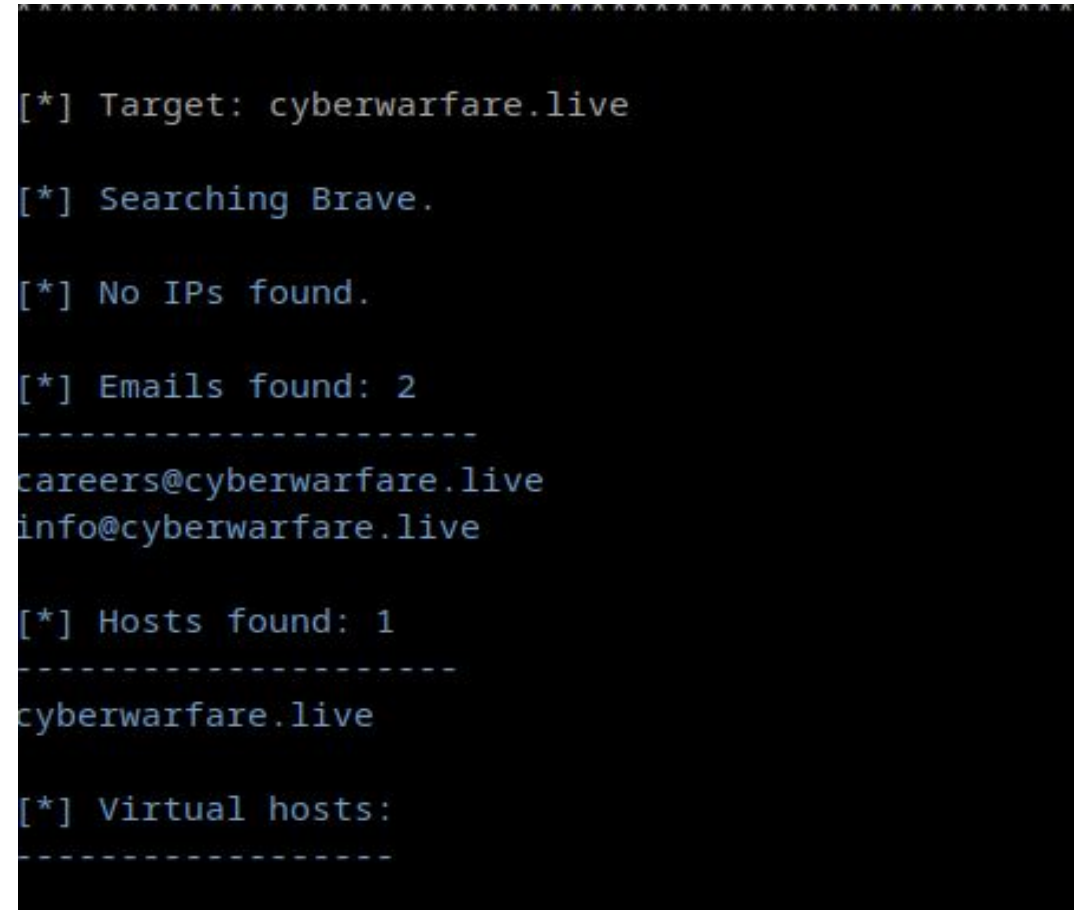 [*] Target: cyberwarfare.live
[*] Searching Brave.
[*] No IPs found.
[*] Emails found: 2
----------------------
careers@cyberwarfare.live
info@cyberwarfare.live
[*] Hosts found: 1
---------------------
cyberwarfare.live
[*] Virtual hosts:
------------------